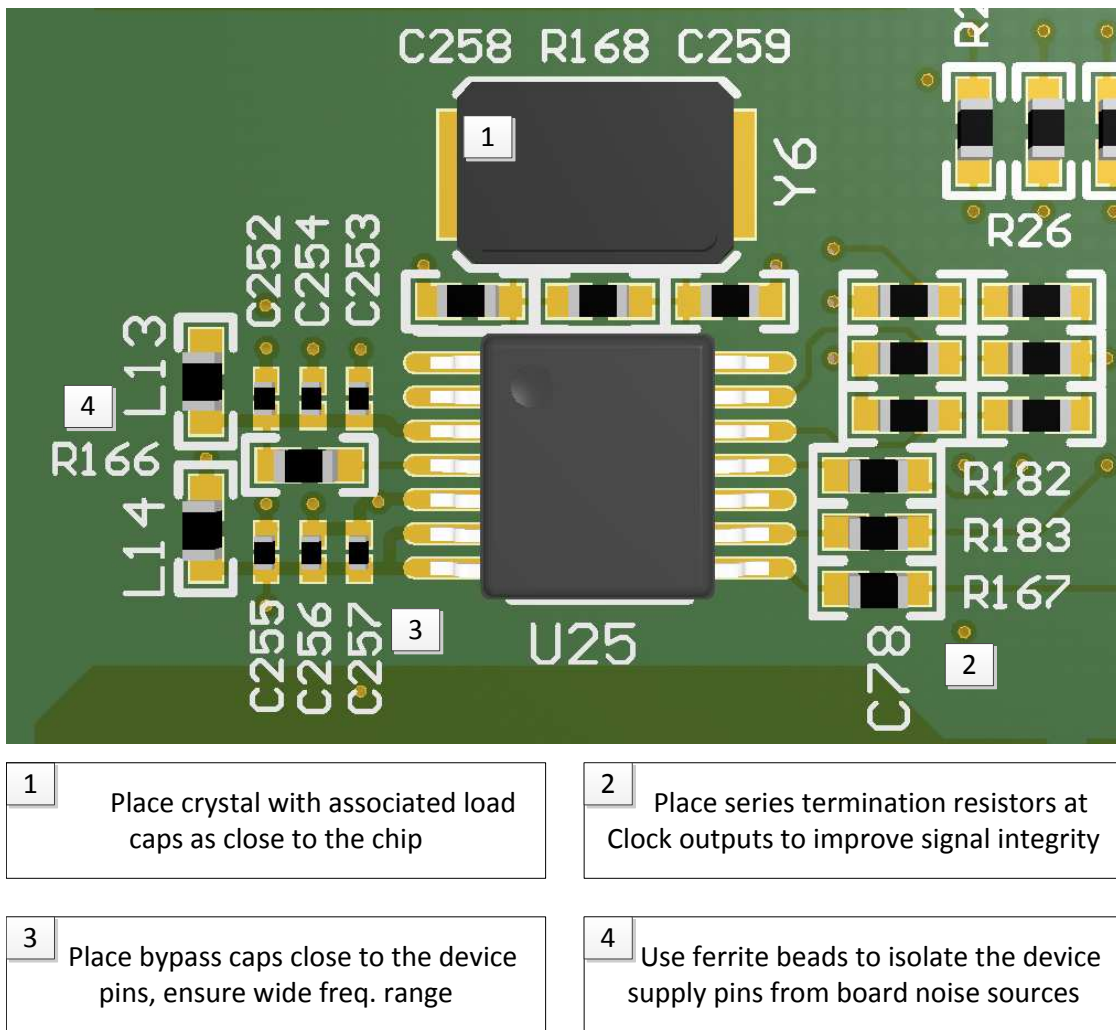 C258 R168 C259
R2
1
Y6
R26
C252
C254
C253
L13
4
R166
L14
R182
R183
R167
C255
C256
C257
3
U25
C78
2
1
Place crystal with associated load
caps as close to the chip
2
Place series termination resistors at
Clock outputs to improve signal integrity
3
Place bypass caps close to the device
pins, ensure wide freq. range
4
Use ferrite beads to isolate the device
supply pins from board noise sources